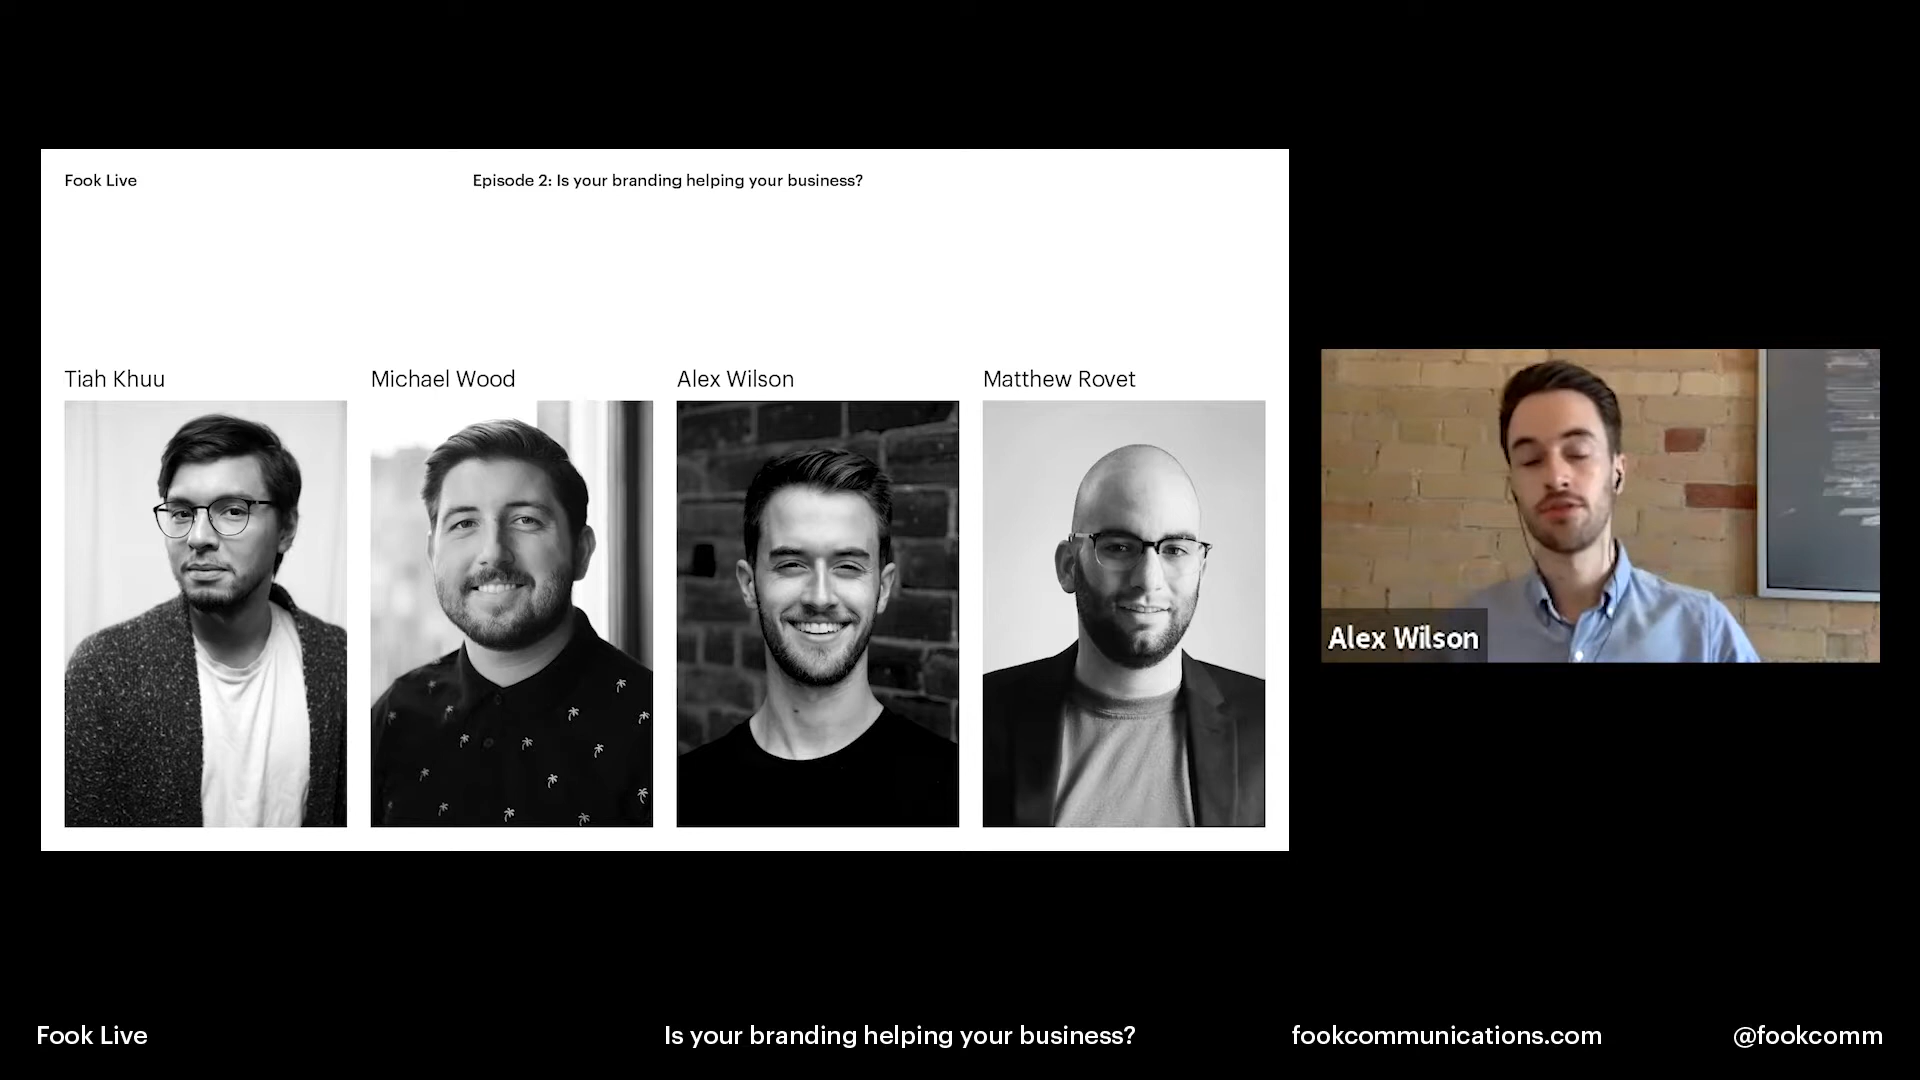 Fook Live
Episode 2: Is your branding helping your business?
Tiah Khuu
Michael Wood
Alex Wilson
Matthew Rovet
Alex Wilson
Fook Live
Is your branding helping your business?
fookcommunications.com
@fookcomm